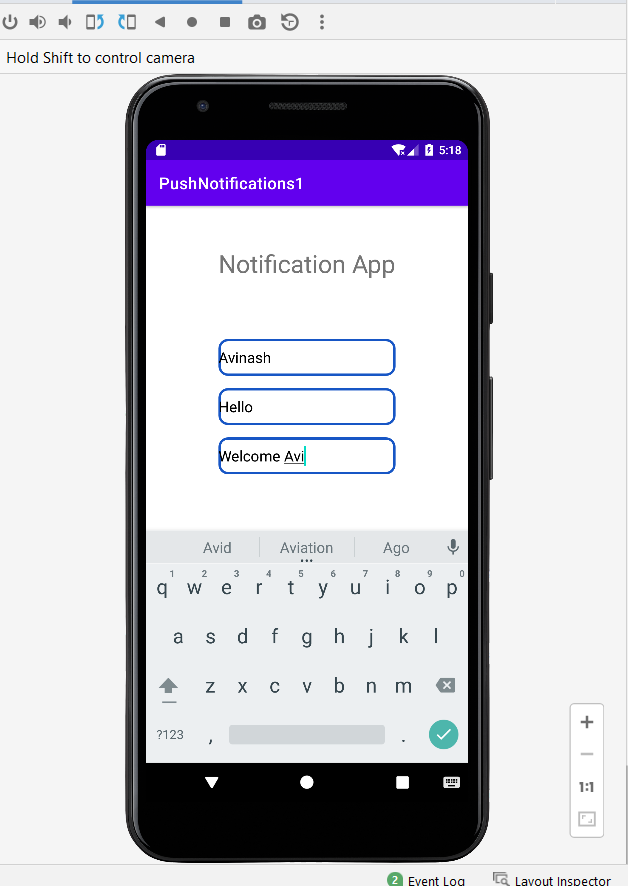 Hold Shift to control camera
5:18
PushNotifications1
Notification App
Avinash
Hello
Welcome Avi
Avid Aviation Ago
1 2 3 4 5 6 7 8 9 0
q w e r t y u i o p
a s d f g h j k l
z x c v b n m
?123 , .
+
−
1:1
2 Event Log Layout Inspector